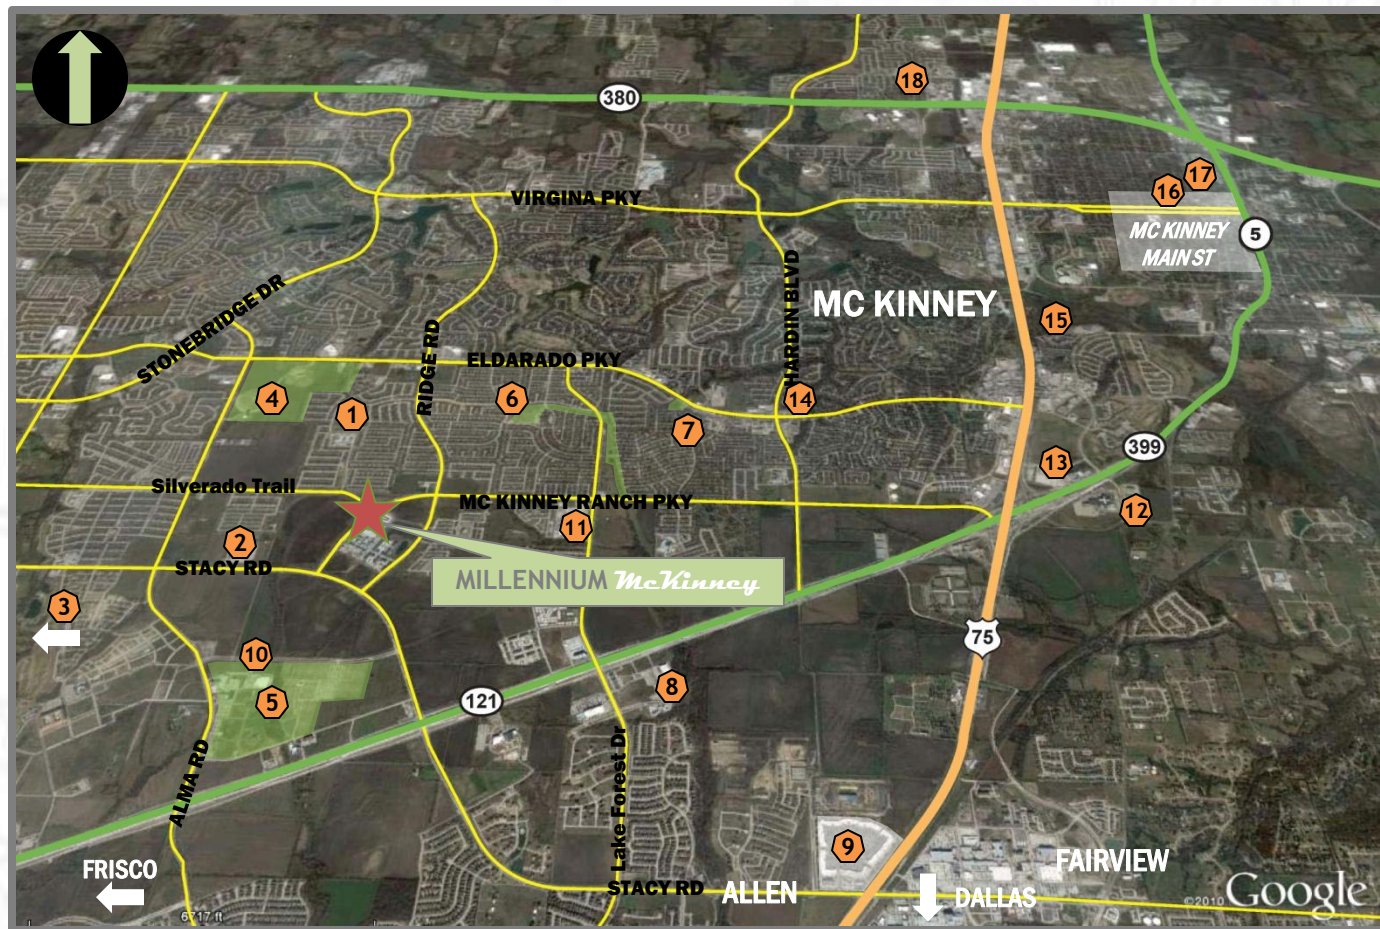 18
380
17
16
VIRGINA PKY
5
MC KINNEY
MAIN ST
HARDIN BLVD
STONEBRIDGE DR
MC KINNEY
15
RIDGE RD
ELDARADO PKY
4
1
6
14
7
399
13
Silverado Trail
MC KINNEY RANCH PKY
12
11
2
STACY RD
MILLENNIUM McKinney
3
75
10
5
8
121
ALMA RD
Lake Forest Dr
9
FRISCO
FAIRVIEW
STACY RD
ALLEN
DALLAS
©2010 Google
6717 ft